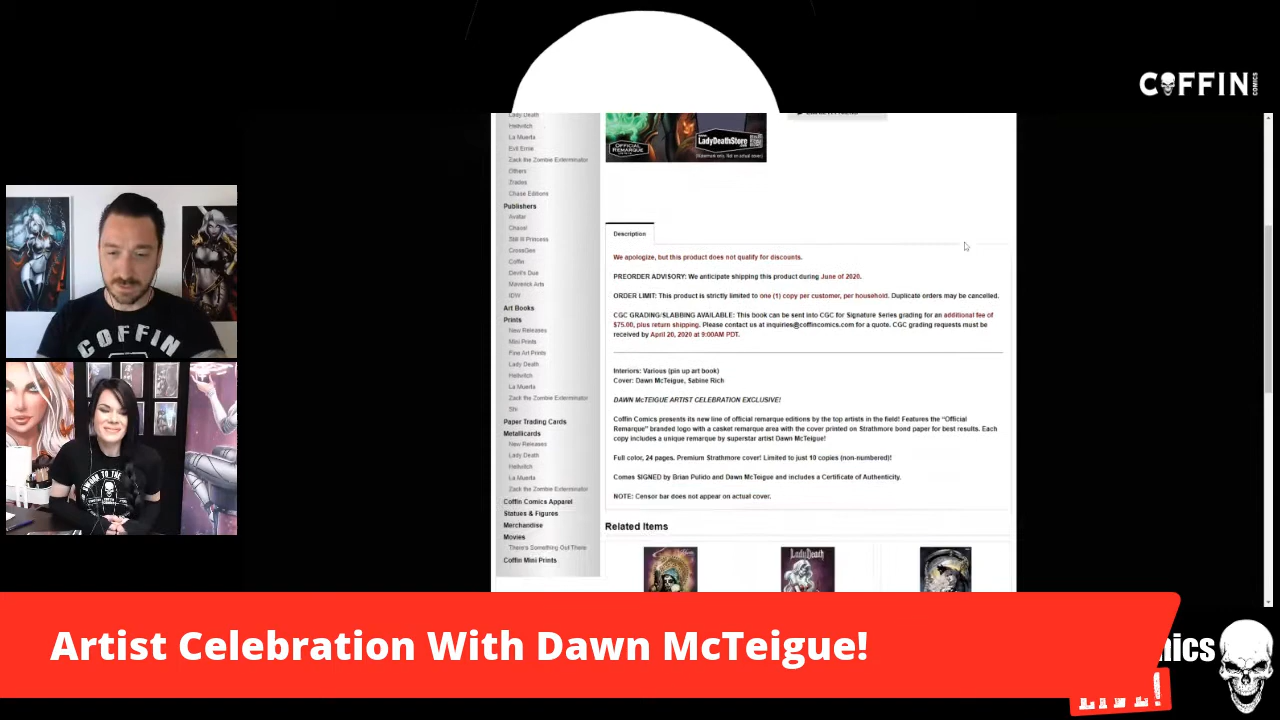 COFFIN COMICS
Lady Death
Hellwitch
La Muerta
Evil Ernie
Zack the Zombie Exterminator
Others
Trades
Chase Editions
Publishers
Avatar
Chaos!
Still Ill Princess
CrossGen
Coffin
Devil's Due
Maverick Arts
IDW
Art Books
Prints
New Releases
Mini Prints
Fine Art Prints
Lady Death
Hellwitch
La Muerta
Zack the Zombie Exterminator
Shi
Paper Trading Cards
Metallicards
New Releases
Lady Death
Hellwitch
La Muerta
Zack the Zombie Exterminator
Coffin Comics Apparel
Statues & Figures
Merchandise
Movies
There's Something Out There
Coffin Mini Prints
OFFICIAL
REMARQUE
LadyDeathStore
Description
We apologize, but this product does not qualify for discounts.
PREORDER ADVISORY: We anticipate shipping this product during June of 2020.
ORDER LIMIT: This product is strictly limited to one (1) copy per customer, per household. Duplicate orders may be cancelled.
CGC GRADING/SLABBING AVAILABLE: This book can be sent into CGC for Signature Series grading for an additional fee of
$75.00, plus return shipping. Please contact us at inquiries@coffincomics.com for a quote. CGC grading requests must be
received by April 20, 2020 at 9:00AM PDT.
Interiors: Various (pin up art book)
Cover: Dawn McTeigue, Sabine Rich
DAWN McTEIGUE ARTIST CELEBRATION EXCLUSIVE!
Coffin Comics presents its new line of official remarque editions by the top artists in the field! Features the "Official
Remarque" branded logo with a casket remarque area with the cover printed on Strathmore bond paper for best results. Each
copy includes a unique remarque by superstar artist Dawn McTeigue!
Full color, 24 pages. Premium Strathmore cover! Limited to just 10 copies (non-numbered)!
Comes SIGNED by Brian Pulido and Dawn McTeigue and includes a Certificate of Authenticity.
NOTE: Censor bar does not appear on actual cover.
Related Items
LadyDeath
COFFIN
Artist Celebration With Dawn McTeigue!
mics
LIVE!